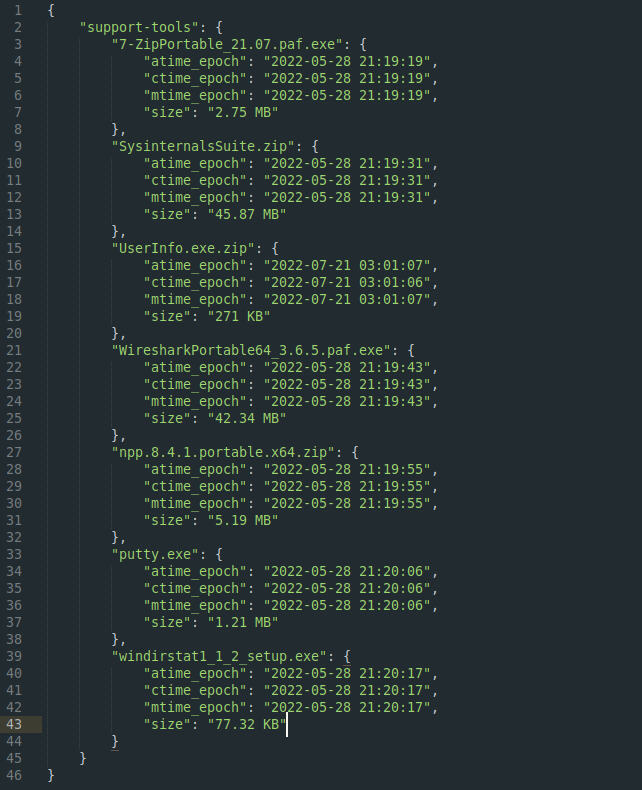 1 {
2     "support-tools": {
3         "7-ZipPortable_21.07.paf.exe": {
4             "atime_epoch": "2022-05-28 21:19:19",
5             "ctime_epoch": "2022-05-28 21:19:19",
6             "mtime_epoch": "2022-05-28 21:19:19",
7             "size": "2.75 MB"
8         },
9         "SysinternalsSuite.zip": {
10             "atime_epoch": "2022-05-28 21:19:31",
11             "ctime_epoch": "2022-05-28 21:19:31",
12             "mtime_epoch": "2022-05-28 21:19:31",
13             "size": "45.87 MB"
14         },
15         "UserInfo.exe.zip": {
16             "atime_epoch": "2022-07-21 03:01:07",
17             "ctime_epoch": "2022-07-21 03:01:06",
18             "mtime_epoch": "2022-07-21 03:01:07",
19             "size": "271 KB"
20         },
21         "WiresharkPortable64_3.6.5.paf.exe": {
22             "atime_epoch": "2022-05-28 21:19:43",
23             "ctime_epoch": "2022-05-28 21:19:43",
24             "mtime_epoch": "2022-05-28 21:19:43",
25             "size": "42.34 MB"
26         },
27         "npp.8.4.1.portable.x64.zip": {
28             "atime_epoch": "2022-05-28 21:19:55",
29             "ctime_epoch": "2022-05-28 21:19:55",
30             "mtime_epoch": "2022-05-28 21:19:55",
31             "size": "5.19 MB"
32         },
33         "putty.exe": {
34             "atime_epoch": "2022-05-28 21:20:06",
35             "ctime_epoch": "2022-05-28 21:20:06",
36             "mtime_epoch": "2022-05-28 21:20:06",
37             "size": "1.21 MB"
38         },
39         "windirstat1_1_2_setup.exe": {
40             "atime_epoch": "2022-05-28 21:20:17",
41             "ctime_epoch": "2022-05-28 21:20:17",
42             "mtime_epoch": "2022-05-28 21:20:17",
43             "size": "77.32 KB"
44         }
45     }
46 }